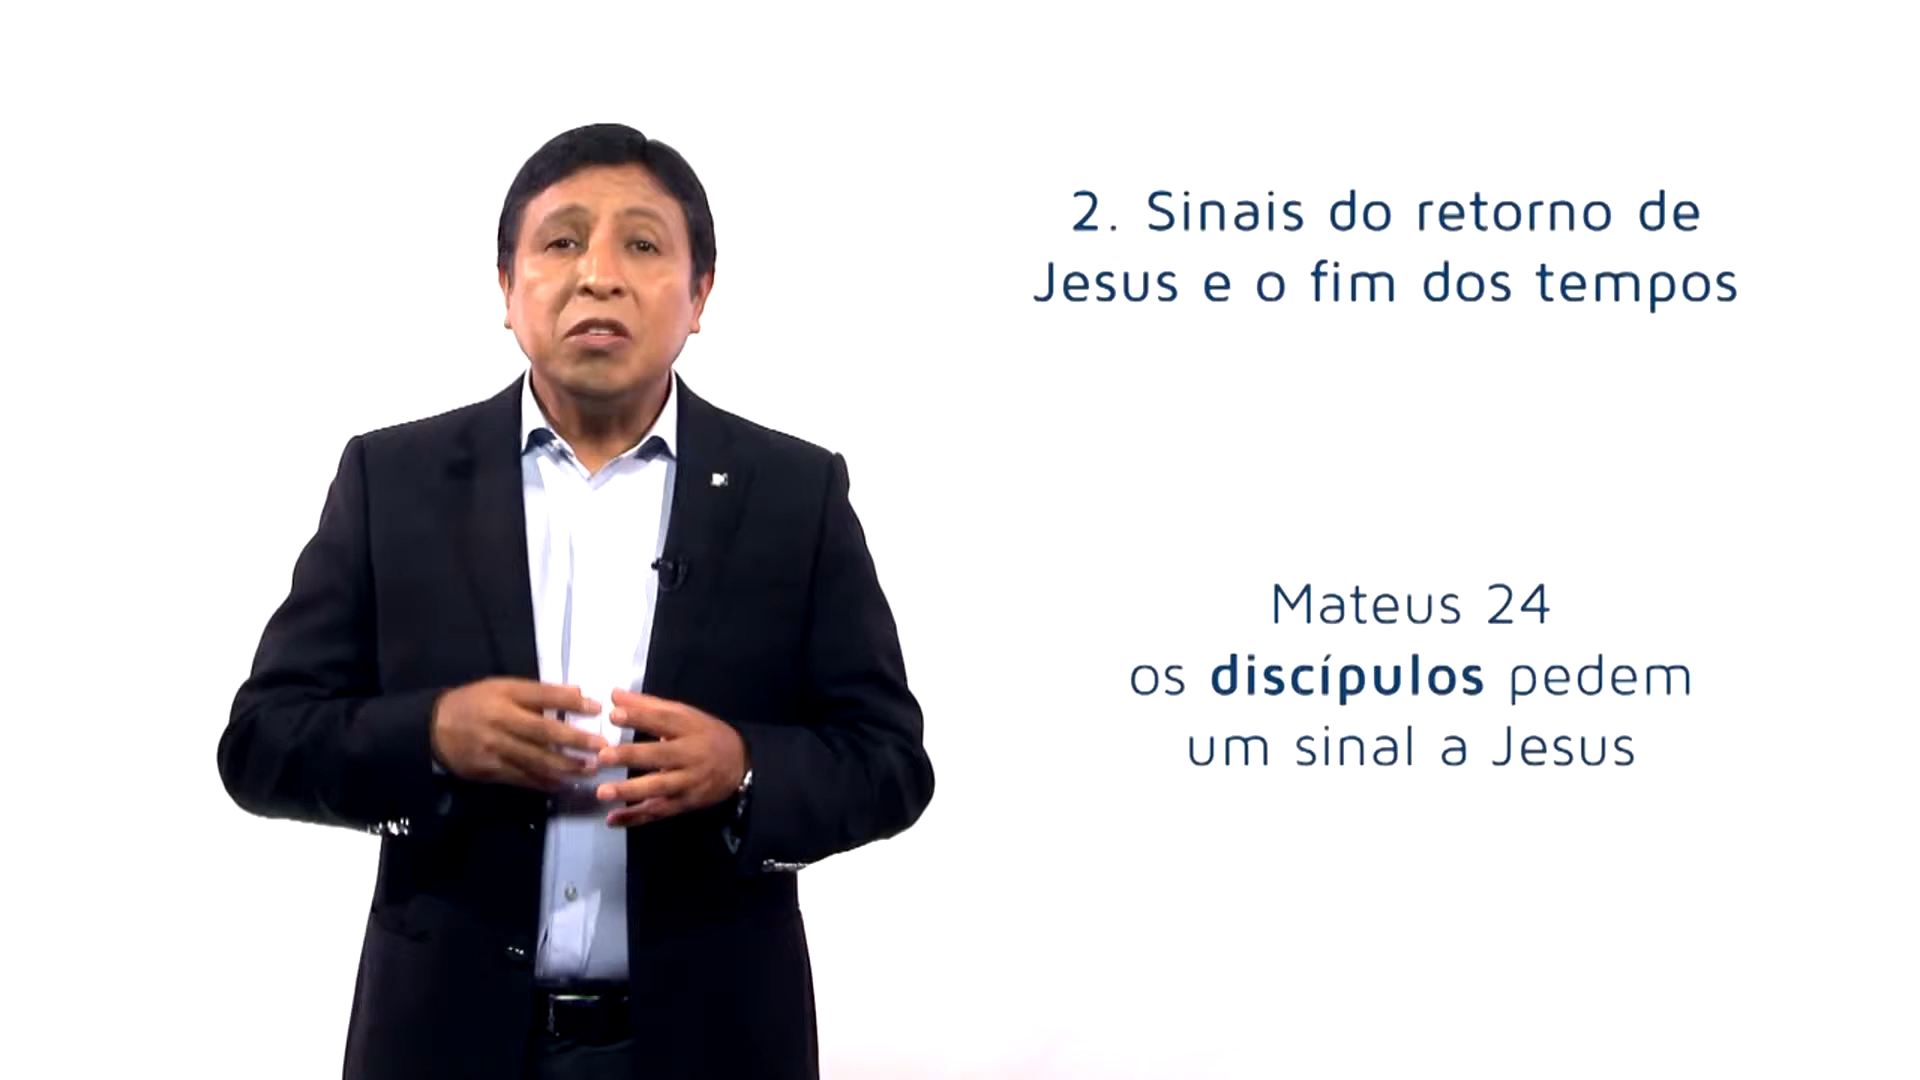 2. Sinais do retorno de
Jesus e o fim dos tempos
Mateus 24
os discípulos pedem
um sinal a Jesus